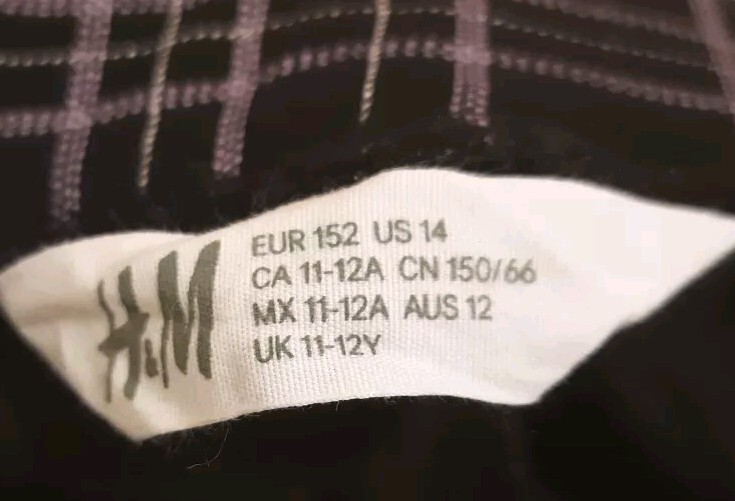 H&M
EUR 152 US 14
CA 11-12A CN 150/66
MX 11-12A AUS 12
UK 11-12Y